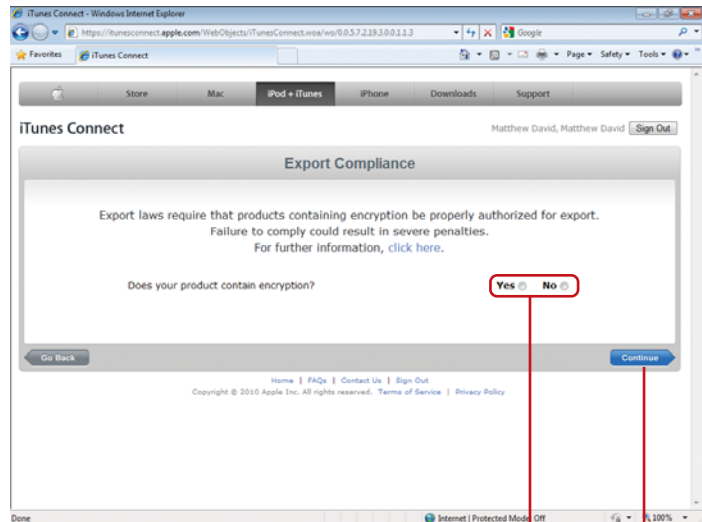 iTunes Connect - Windows Internet Explorer
https://itunesconnect.apple.com/WebObjects/iTunesConnect.woa/wo/0.0.5.7.2.19.3.0.0.1.1.3
Google
Favorites iTunes Connect Page Safety Tools
Store Mac iPod + iTunes iPhone Downloads Support
iTunes Connect Matthew David, Matthew David Sign Out
Export Compliance
Export laws require that products containing encryption be properly authorized for export.
Failure to comply could result in severe penalties.
For further information, click here.
Does your product contain encryption? Yes No
Go Back Continue
Home | FAQs | Contact Us | Sign Out
Copyright © 2010 Apple Inc. All rights reserved. Terms of Service | Privacy Policy
Done Internet | Protected Mode: Off 100%